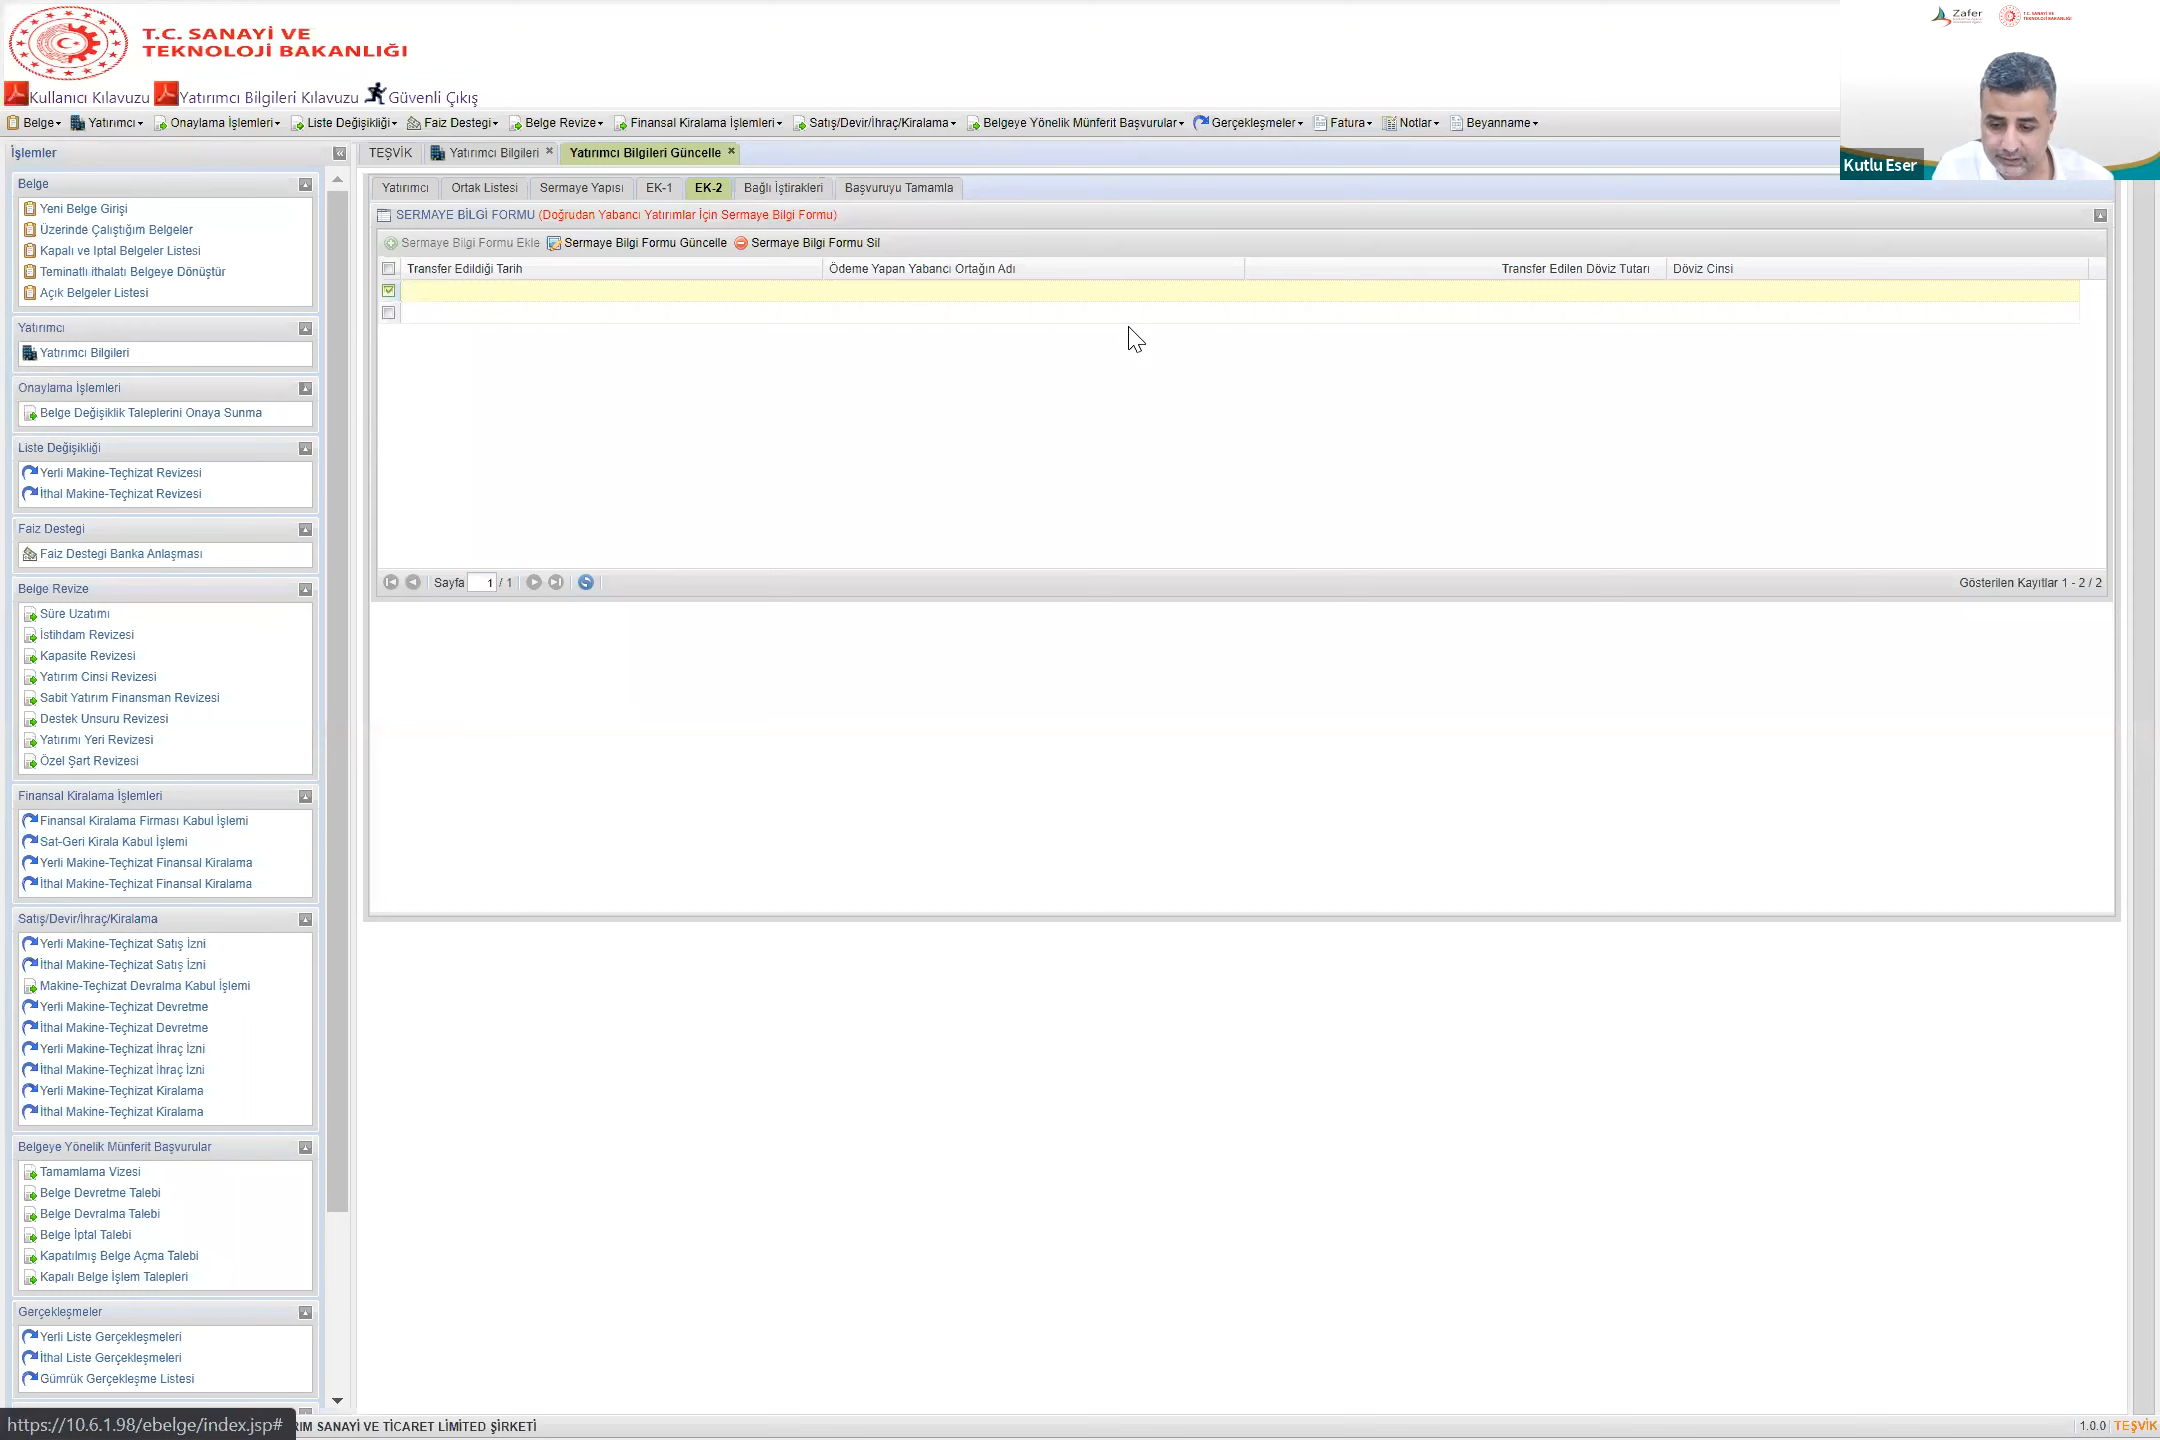 T.C. SANAYİ VE
TEKNOLOJİ BAKANLIĞI
Zafer
T.C. SANAYİ VE
TEKNOLOJİ BAKANLIĞI
Kullanıcı Kılavuzu Yatırımcı Bilgileri Kılavuzu Güvenli Çıkış
Belge Yatırımcı Onaylama İşlemleri Liste Değişikliği Faiz Destegi Belge Revize Finansal Kiralama İşlemleri Satış/Devir/İhraç/Kiralama Belgeye Yönelik Münferit Başvurular Gerçekleşmeler Fatura Notlar Beyanname
Kutlu Eser
İşlemler
TEŞVİK Yatırımcı Bilgileri Yatırımcı Bilgileri Güncelle
Yatırımcı Ortak Listesi Sermaye Yapısı EK-1 EK-2 Bağlı İştirakleri Başvuruyu Tamamla
SERMAYE BİLGİ FORMU (Doğrudan Yabancı Yatırımlar İçin Sermaye Bilgi Formu)
Sermaye Bilgi Formu Ekle Sermaye Bilgi Formu Güncelle Sermaye Bilgi Formu Sil
Transfer Edildiği Tarih Ödeme Yapan Yabancı Ortağın Adı Transfer Edilen Döviz Tutarı Döviz Cinsi
Sayfa 1 / 1 Gösterilen Kayıtlar 1 - 2 / 2
Belge
Yeni Belge Girişi
Üzerinde Çalıştığım Belgeler
Kapalı ve Iptal Belgeler Listesi
Teminatlı ithalatı Belgeye Dönüştür
Açık Belgeler Listesi
Yatırımcı
Yatırımcı Bilgileri
Onaylama İşlemleri
Belge Değişiklik Taleplerini Onaya Sunma
Liste Değişikliği
Yerli Makine-Teçhizat Revizesi
İthal Makine-Teçhizat Revizesi
Faiz Destegi
Faiz Destegi Banka Anlaşması
Belge Revize
Süre Uzatımı
İstihdam Revizesi
Kapasite Revizesi
Yatırım Cinsi Revizesi
Sabit Yatırım Finansman Revizesi
Destek Unsuru Revizesi
Yatırımı Yeri Revizesi
Özel Şart Revizesi
Finansal Kiralama İşlemleri
Finansal Kiralama Firması Kabul İşlemi
Sat-Geri Kirala Kabul İşlemi
Yerli Makine-Teçhizat Finansal Kiralama
İthal Makine-Teçhizat Finansal Kiralama
Satış/Devir/İhraç/Kiralama
Yerli Makine-Teçhizat Satış İzni
İthal Makine-Teçhizat Satış İzni
Makine-Teçhizat Devralma Kabul İşlemi
Yerli Makine-Teçhizat Devretme
İthal Makine-Teçhizat Devretme
Yerli Makine-Teçhizat İhraç İzni
İthal Makine-Teçhizat İhraç İzni
Yerli Makine-Teçhizat Kiralama
İthal Makine-Teçhizat Kiralama
Belgeye Yönelik Münferit Başvurular
Tamamlama Vizesi
Belge Devretme Talebi
Belge Devralma Talebi
Belge İptal Talebi
Kapatılmış Belge Açma Talebi
Kapalı Belge İşlem Talepleri
Gerçekleşmeler
Yerli Liste Gerçekleşmeleri
İthal Liste Gerçekleşmeleri
Gümrük Gerçekleşme Listesi
https://10.6.1.98/ebelge/index.jsp# RIM SANAYİ VE TİCARET LİMİTED ŞİRKETİ 1.0.0 TEŞVİK